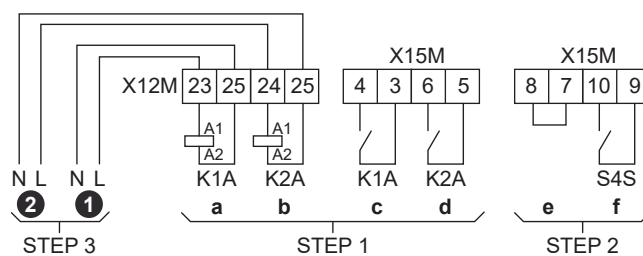 X15M X15M
X12M 23 25 24 25 4 3 6 5 8 7 10 9
A1 A1
A2 A2
N L N L K1A K2A K1A K2A S4S
2 1 a b c d e f
STEP 3 STEP 1 STEP 2